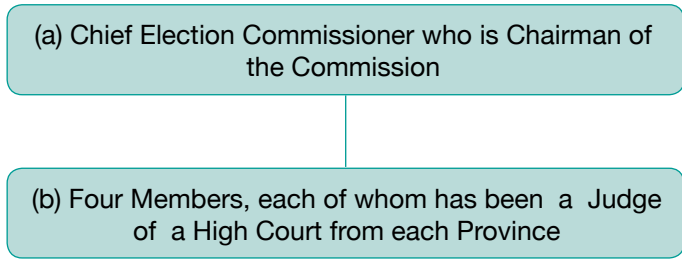 (a) Chief Election Commissioner who is Chairman of
the Commission
(b) Four Members, each of whom has been a Judge
of a High Court from each Province